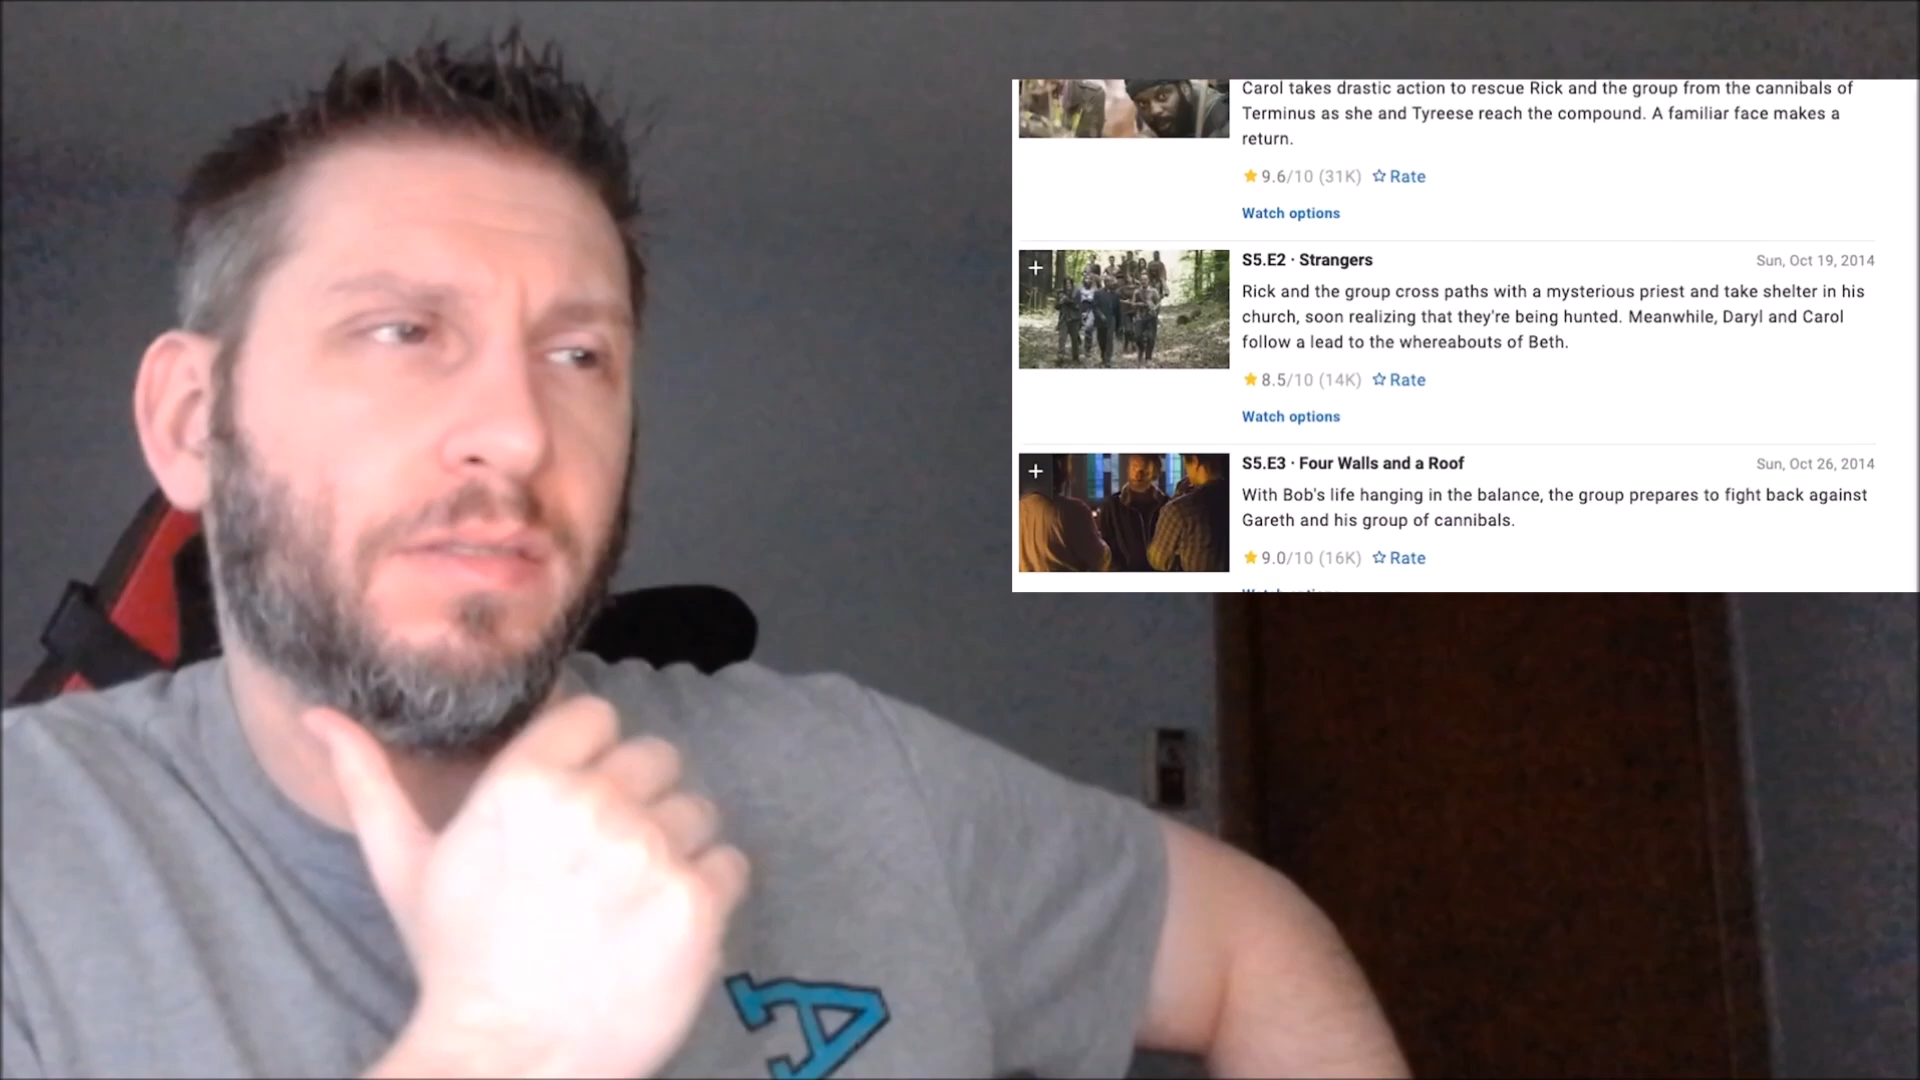 Carol takes drastic action to rescue Rick and the group from the cannibals of
Terminus as she and Tyreese reach the compound. A familiar face makes a
return.
9.6/10 (31K) Rate
Watch options
S5.E2 · Strangers Sun, Oct 19, 2014
Rick and the group cross paths with a mysterious priest and take shelter in his
church, soon realizing that they're being hunted. Meanwhile, Daryl and Carol
follow a lead to the whereabouts of Beth.
8.5/10 (14K) Rate
Watch options
S5.E3 · Four Walls and a Roof Sun, Oct 26, 2014
With Bob's life hanging in the balance, the group prepares to fight back against
Gareth and his group of cannibals.
9.0/10 (16K) Rate
A